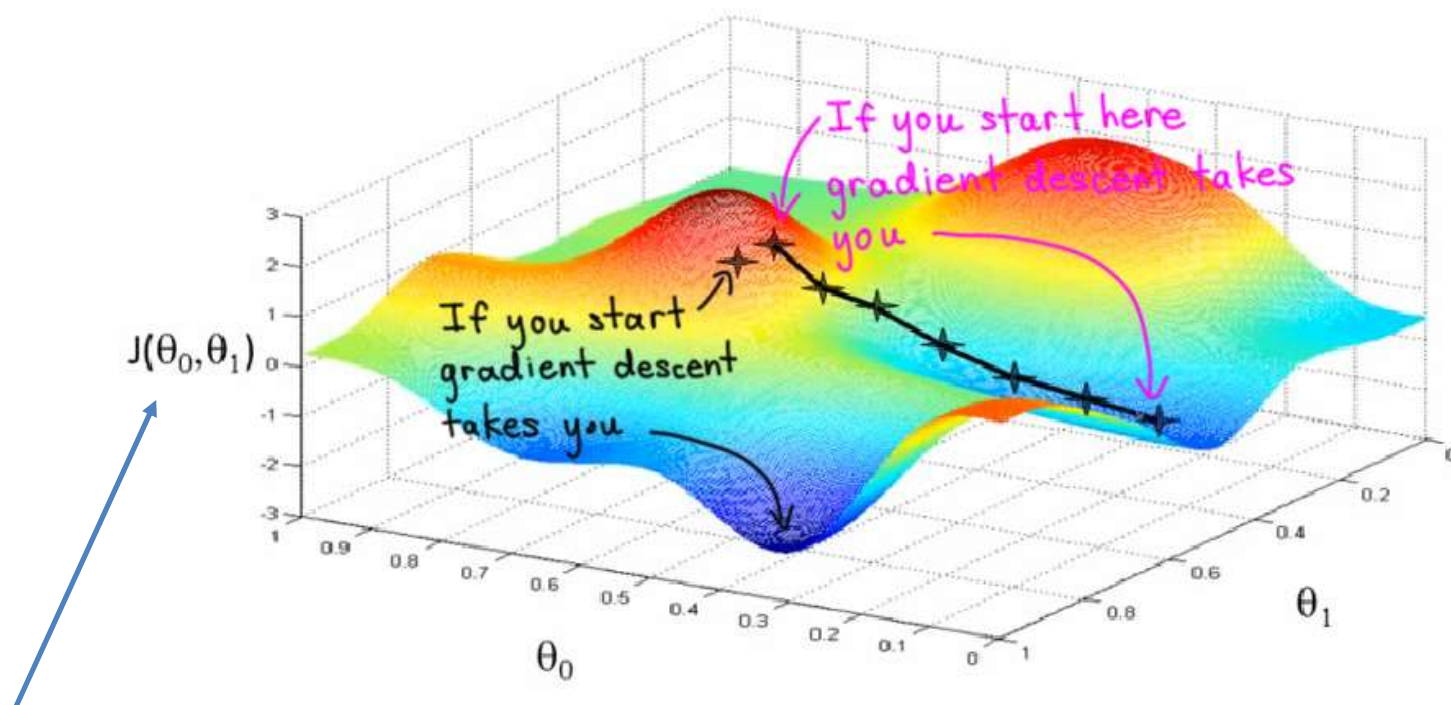 If you start here
gradient descent takes
you
If you start
gradient descent
takes you
J(θ₀,θ₁)
3
2
1
0
-1
-2
-3
1
0.9
0.8
0.7
0.6
0.5
0.4
0.3
0.2
0.1
0
θ₀
1
0.8
0.6
0.4
0.2
θ₁